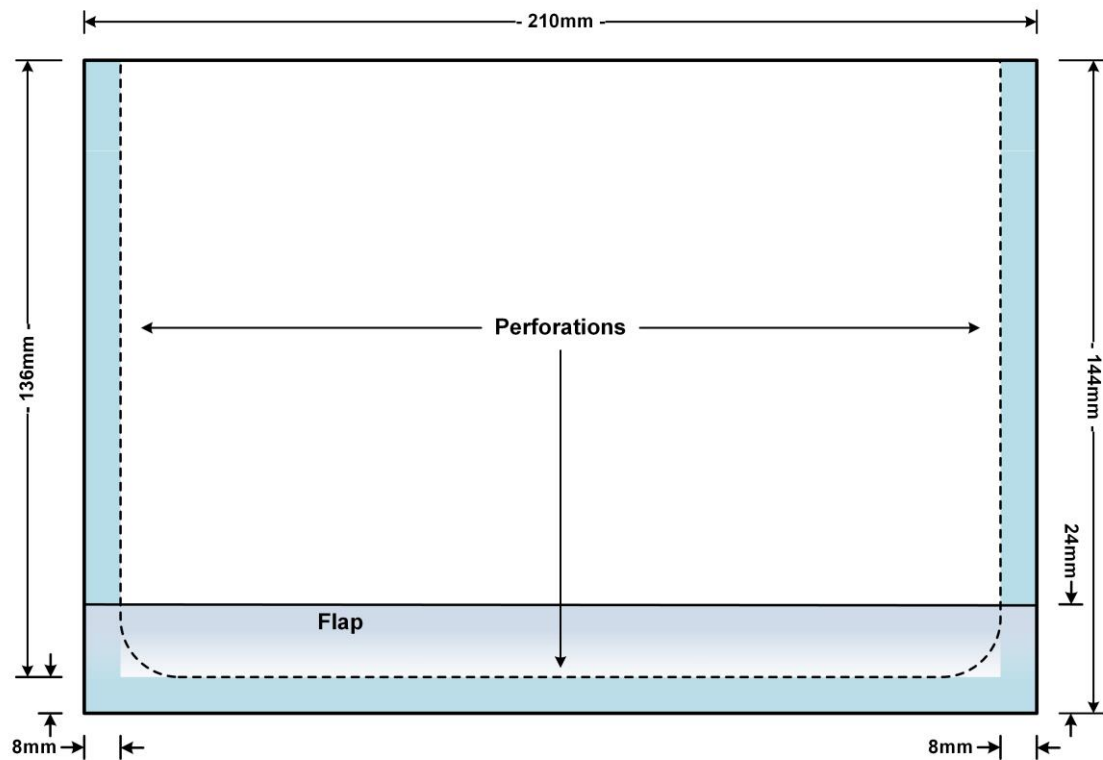 - 210mm -
- 136mm -
Perforations
- 144mm -
24mm
Flap
8mm
8mm